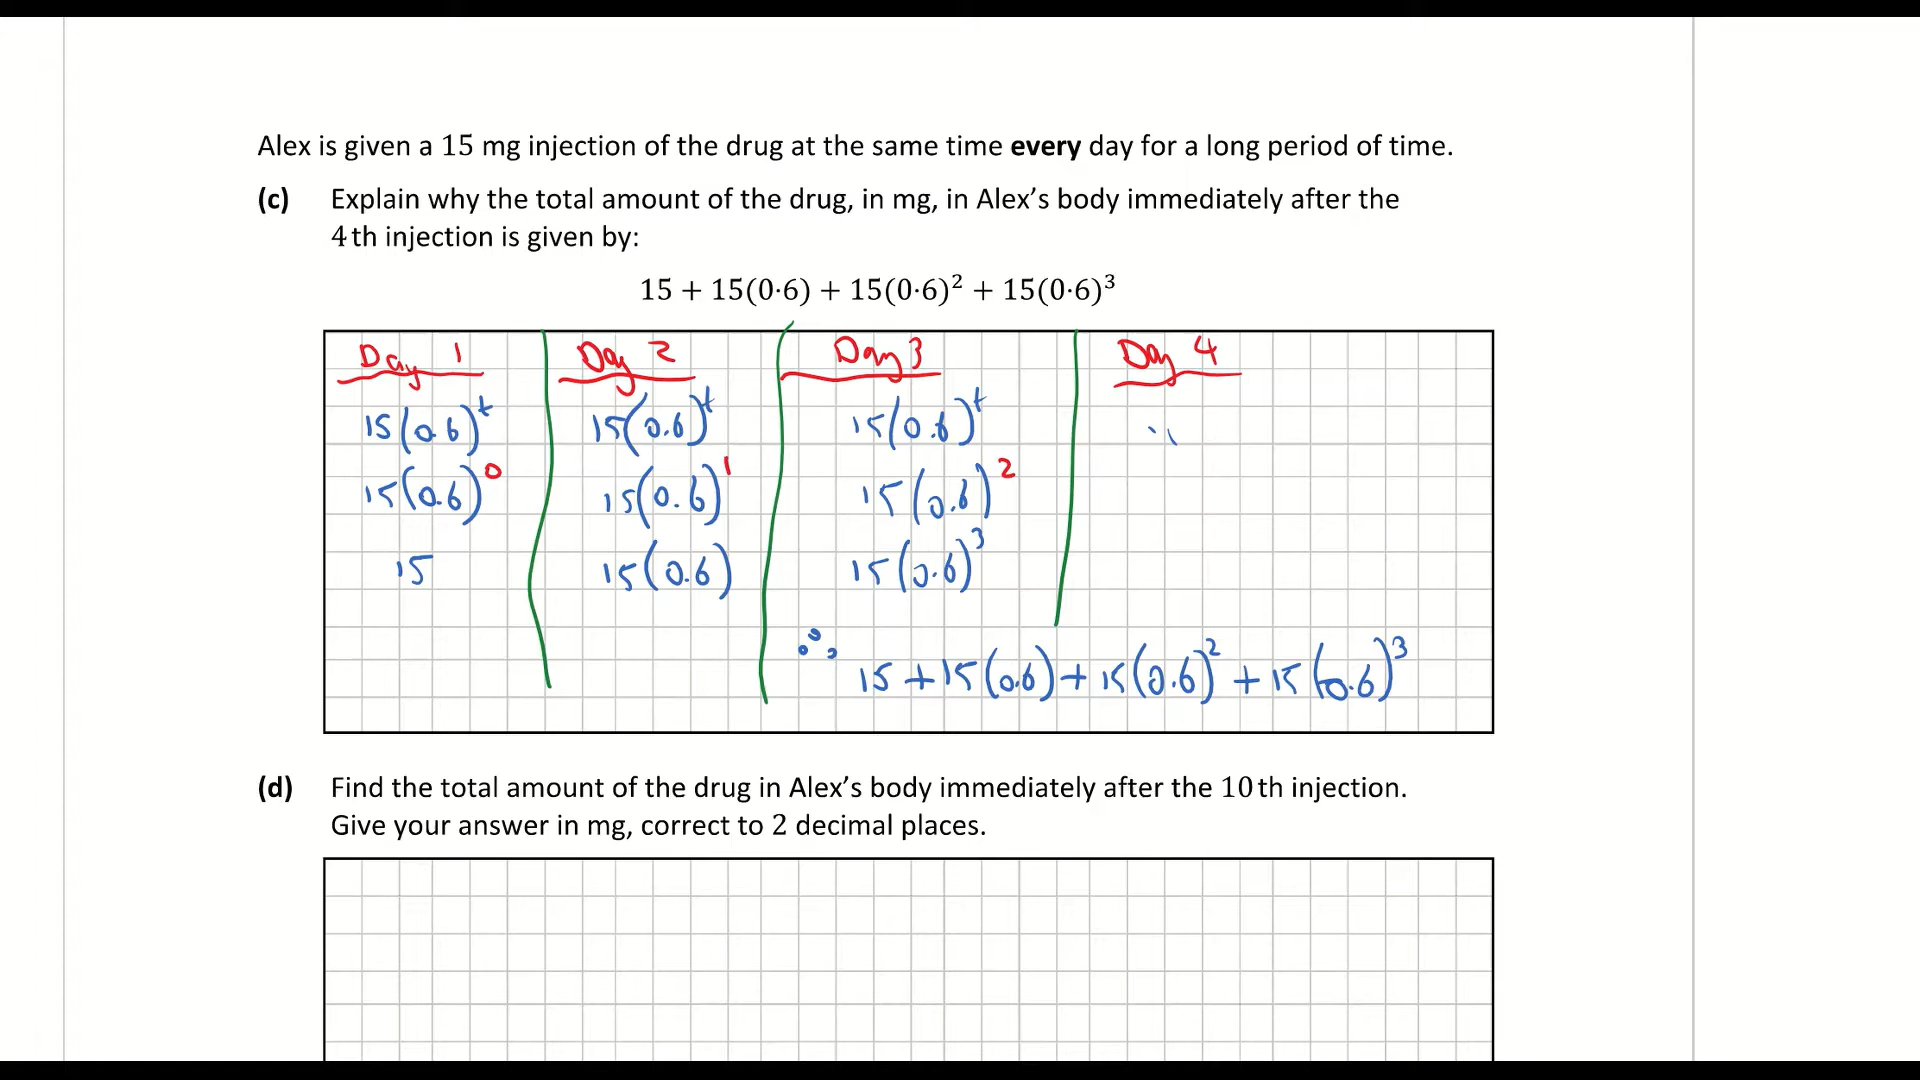 Alex is given a 15 mg injection of the drug at the same time every day for a long period of time.
(c) Explain why the total amount of the drug, in mg, in Alex’s body immediately after the
4th injection is given by:
15 + 15(0·6) + 15(0·6)² + 15(0·6)³
Day 1 Day 2 Day 3 Day 4
15(0.6)^t 15(0.6)^t 15(0.6)^t
15(0.6)⁰ 15(0.6)¹ 15(0.6)²
15 15(0.6) 15(0.6)³
∴ 15 + 15(0.6) + 15(0.6)² + 15(0.6)³
(d) Find the total amount of the drug in Alex’s body immediately after the 10th injection.
Give your answer in mg, correct to 2 decimal places.